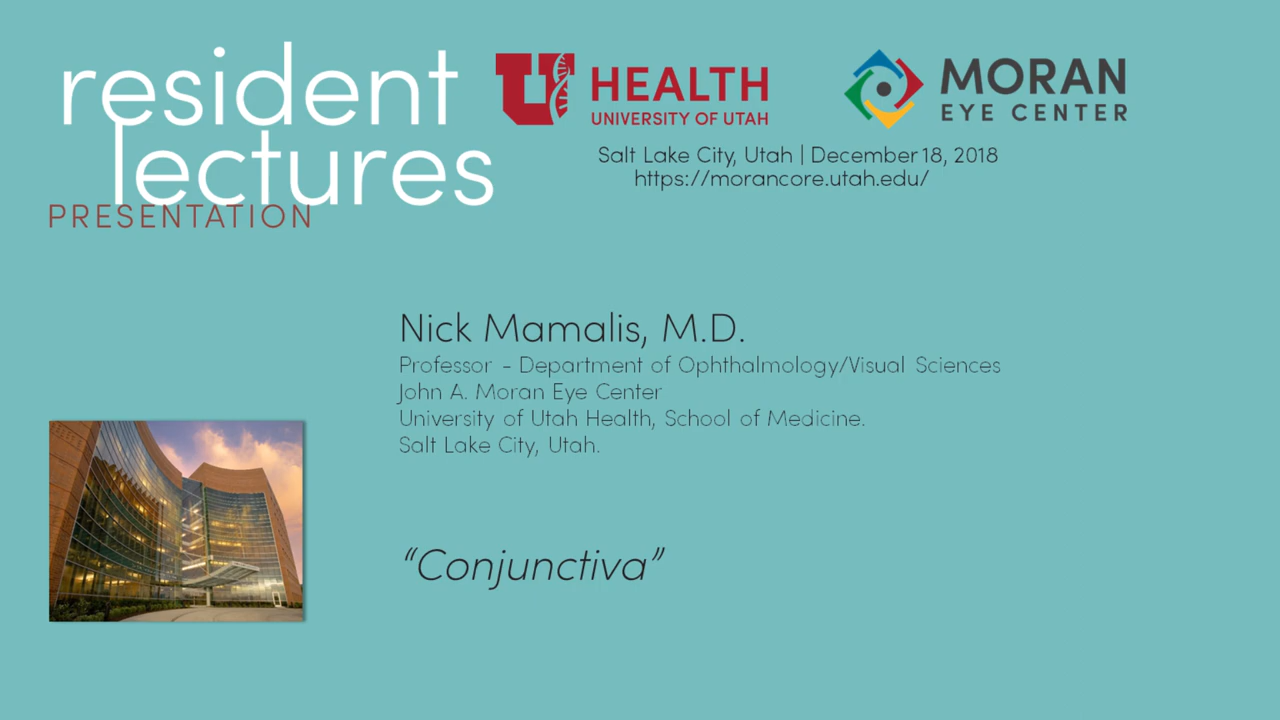 resident
lectures
PRESENTATION
U HEALTH
UNIVERSITY OF UTAH
MORAN
EYE CENTER
Salt Lake City, Utah | December 18, 2018
https://morancore.utah.edu/
Nick Mamalis, M.D.
Professor - Department of Ophthalmology/Visual Sciences
John A. Moran Eye Center
University of Utah Health, School of Medicine.
Salt Lake City, Utah.
“Conjunctiva”